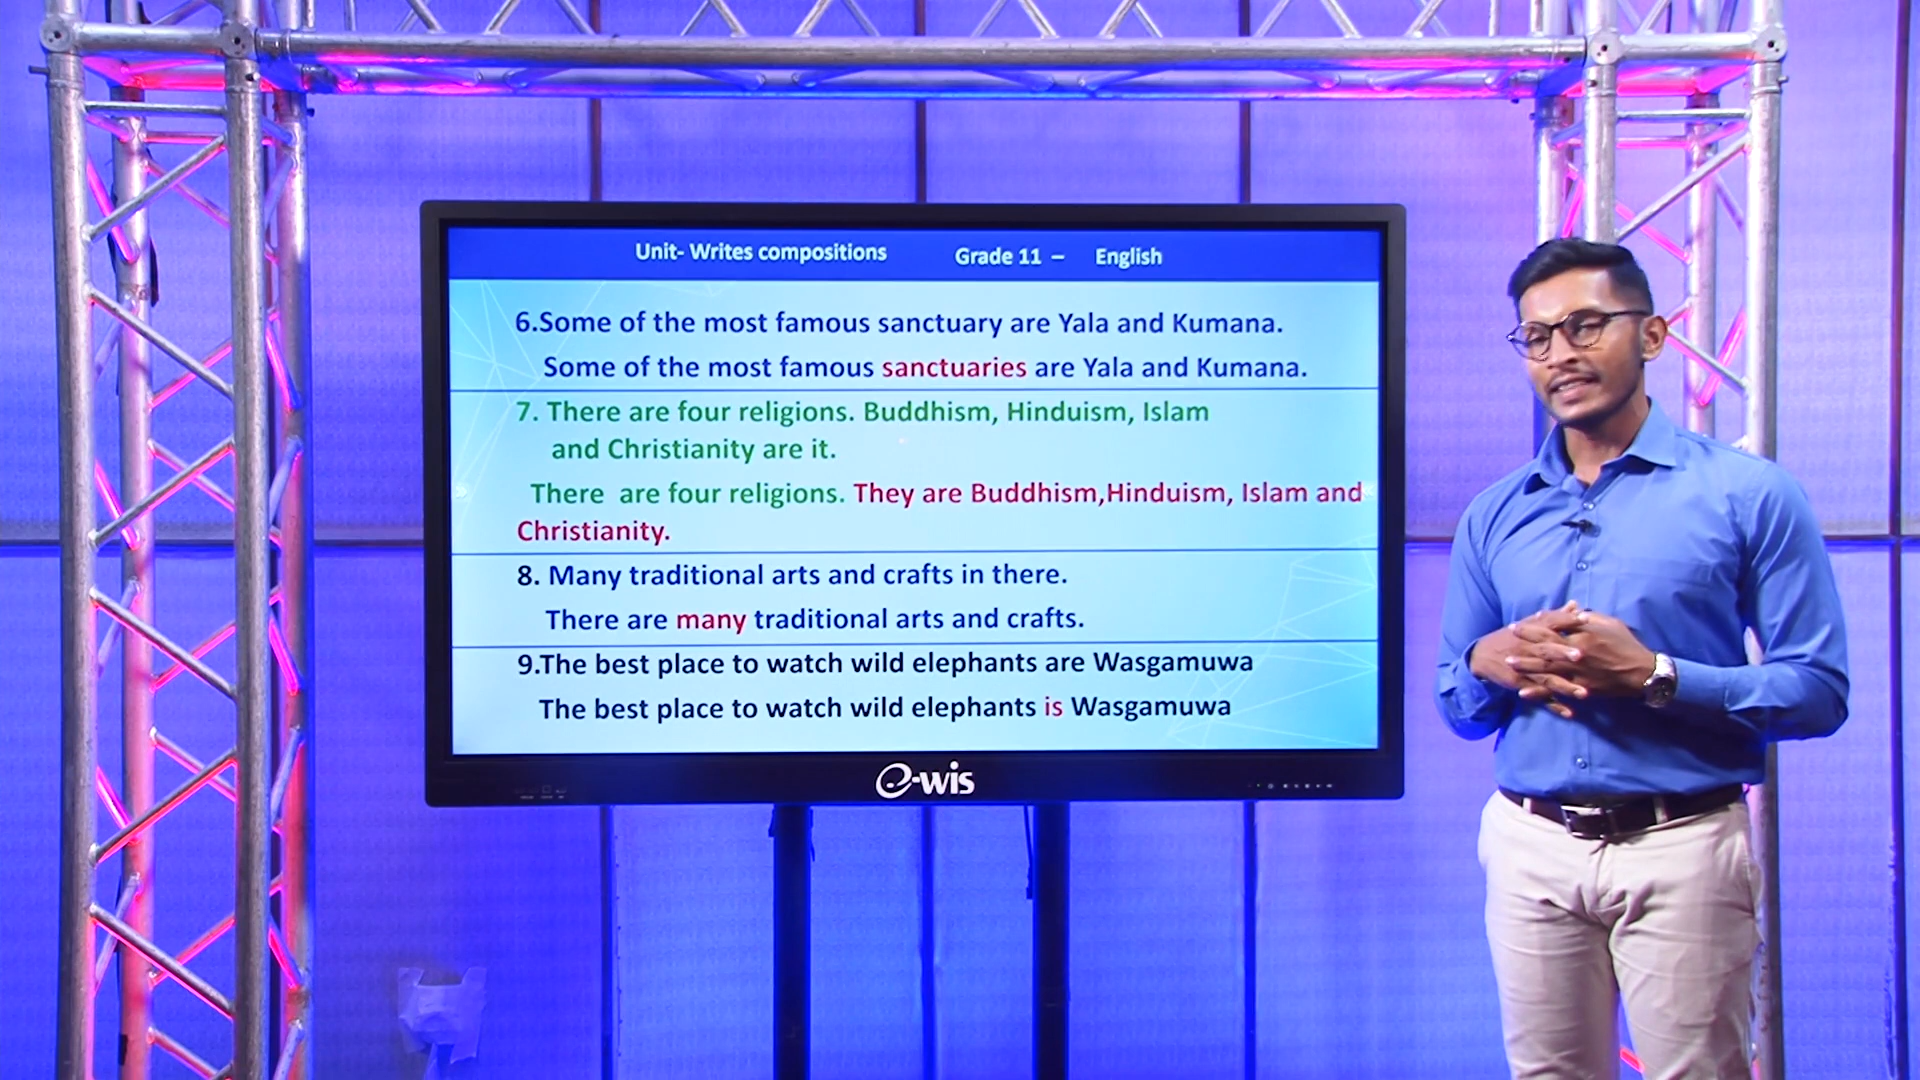 Unit- Writes compositions Grade 11 – English
6.Some of the most famous sanctuary are Yala and Kumana.
Some of the most famous sanctuaries are Yala and Kumana.
7. There are four religions. Buddhism, Hinduism, Islam
and Christianity are it.
There are four religions. They are Buddhism,Hinduism, Islam and
Christianity.
8. Many traditional arts and crafts in there.
There are many traditional arts and crafts.
9.The best place to watch wild elephants are Wasgamuwa
The best place to watch wild elephants is Wasgamuwa
e-wis